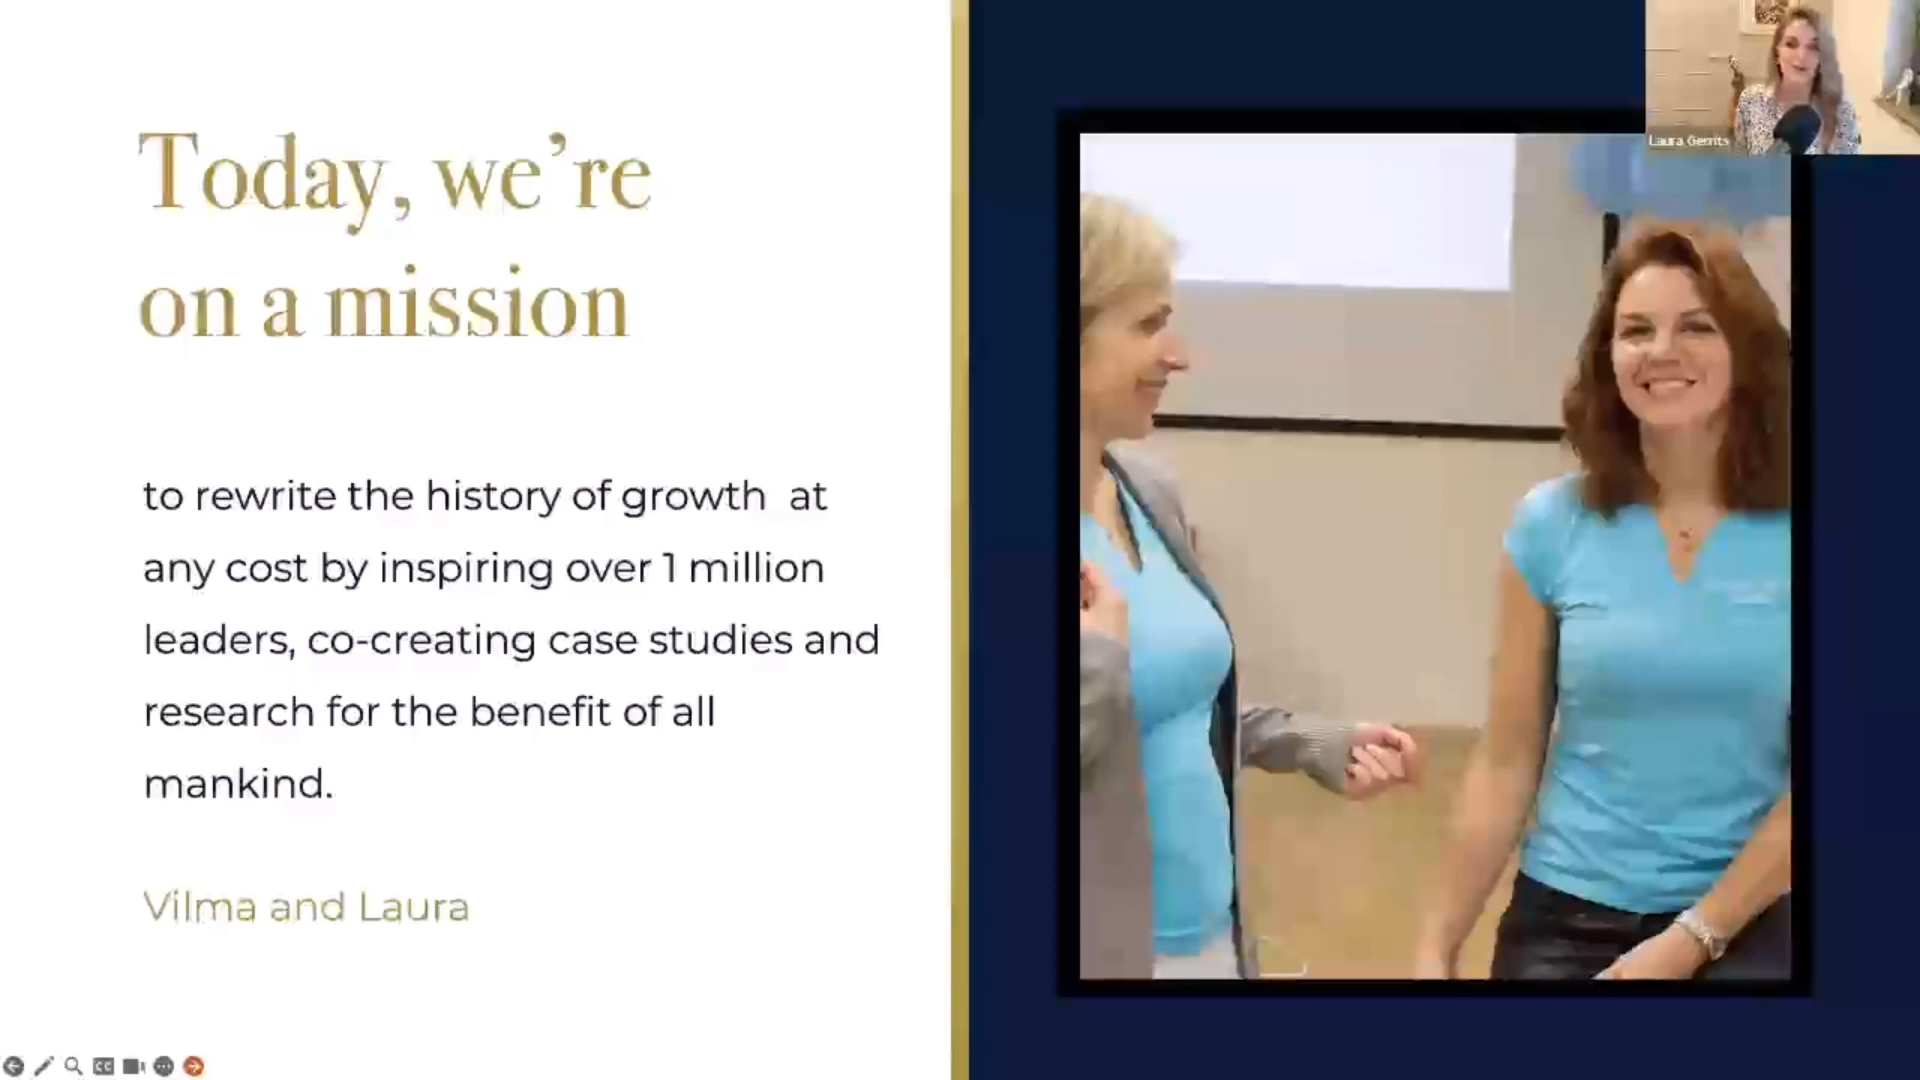 Today, we’re
on a mission
to rewrite the history of growth  at
any cost by inspiring over 1 million
leaders, co-creating case studies and
research for the benefit of all
mankind.
Vilma and Laura
Laura Gerrits
CC